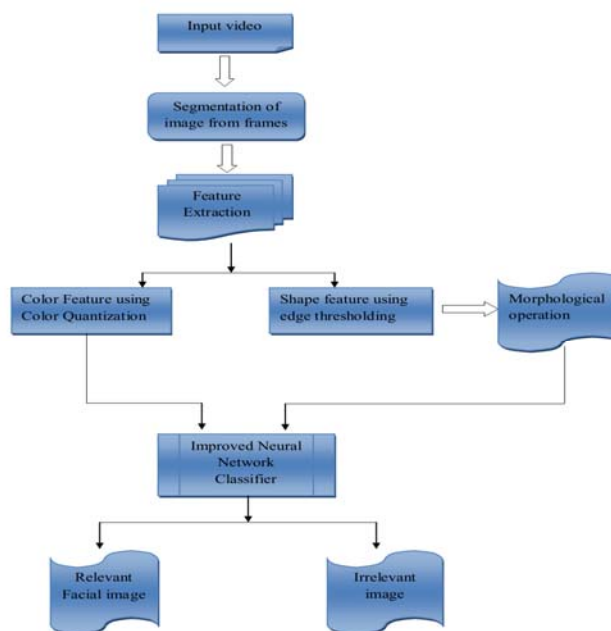 Input video
Segmentation of
image from frames
Feature
Extraction
Color Feature using
Color Quantization
Shape feature using
edge thresholding
Morphological
operation
Improved Neural
Network
Classifier
Relevant
Facial image
Irrelevant
image